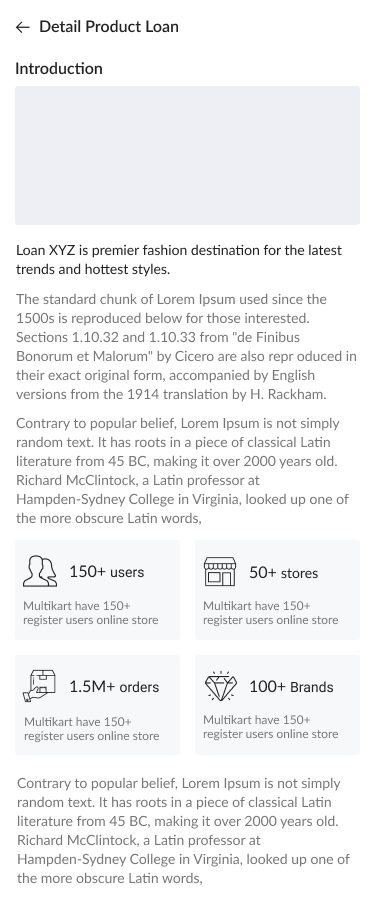 Detail Product Loan
Introduction
Loan XYZ is premier fashion destination for the latest
trends and hottest styles.
The standard chunk of Lorem Ipsum used since the
1500s is reproduced below for those interested.
Sections 1.10.32 and 1.10.33 from "de Finibus
Bonorum et Malorum" by Cicero are also repr oduced in
their exact original form, accompanied by English
versions from the 1914 translation by H. Rackham.
Contrary to popular belief, Lorem Ipsum is not simply
random text. It has roots in a piece of classical Latin
literature from 45 BC, making it over 2000 years old.
Richard McClintock, a Latin professor at
Hampden-Sydney College in Virginia, looked up one of
the more obscure Latin words,
150+ users
Multikart have 150+
register users online store
50+ stores
Multikart have 150+
register users online store
1.5M+ orders
Multikart have 150+
register users online store
100+ Brands
Multikart have 150+
register users online store
Contrary to popular belief, Lorem Ipsum is not simply
random text. It has roots in a piece of classical Latin
literature from 45 BC, making it over 2000 years old.
Richard McClintock, a Latin professor at
Hampden-Sydney College in Virginia, looked up one of
the more obscure Latin words,